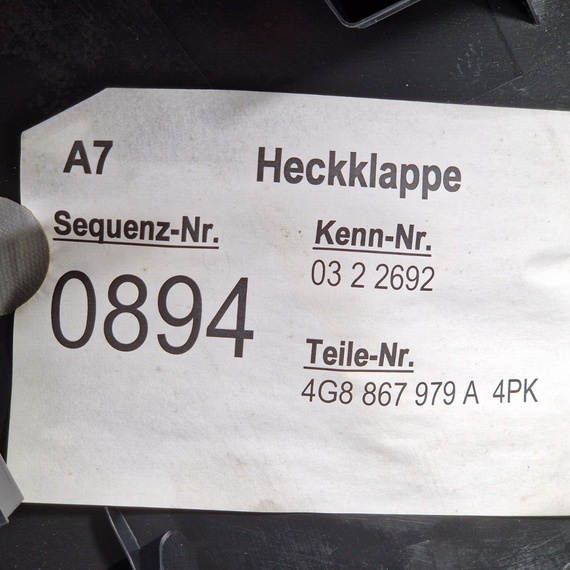 A7 Heckklappe
Sequenz-Nr.
0894
Kenn-Nr.
03 2 2692
Teile-Nr.
4G8 867 979 A 4PK